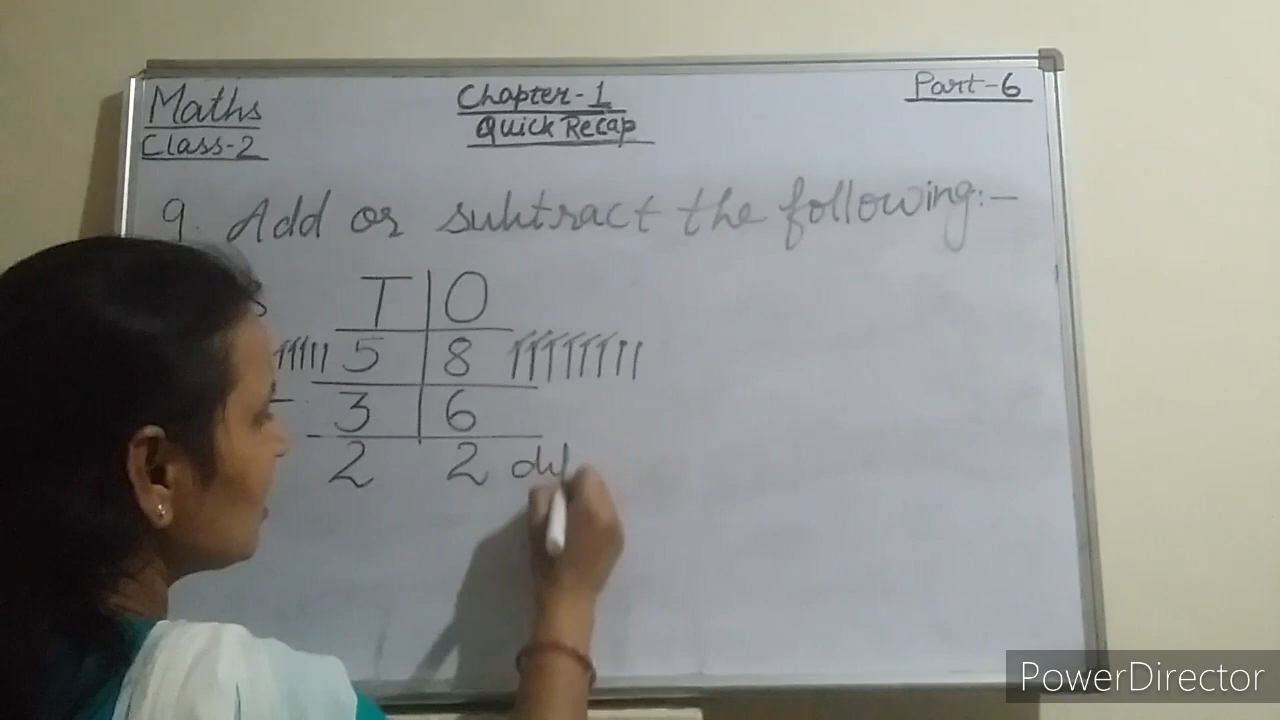 Maths
Class-2
Chapter-1
Quick Recap
Part-6
9. Add or subtract the following:-
T O
5 8
- 3 6
2 2
PowerDirector